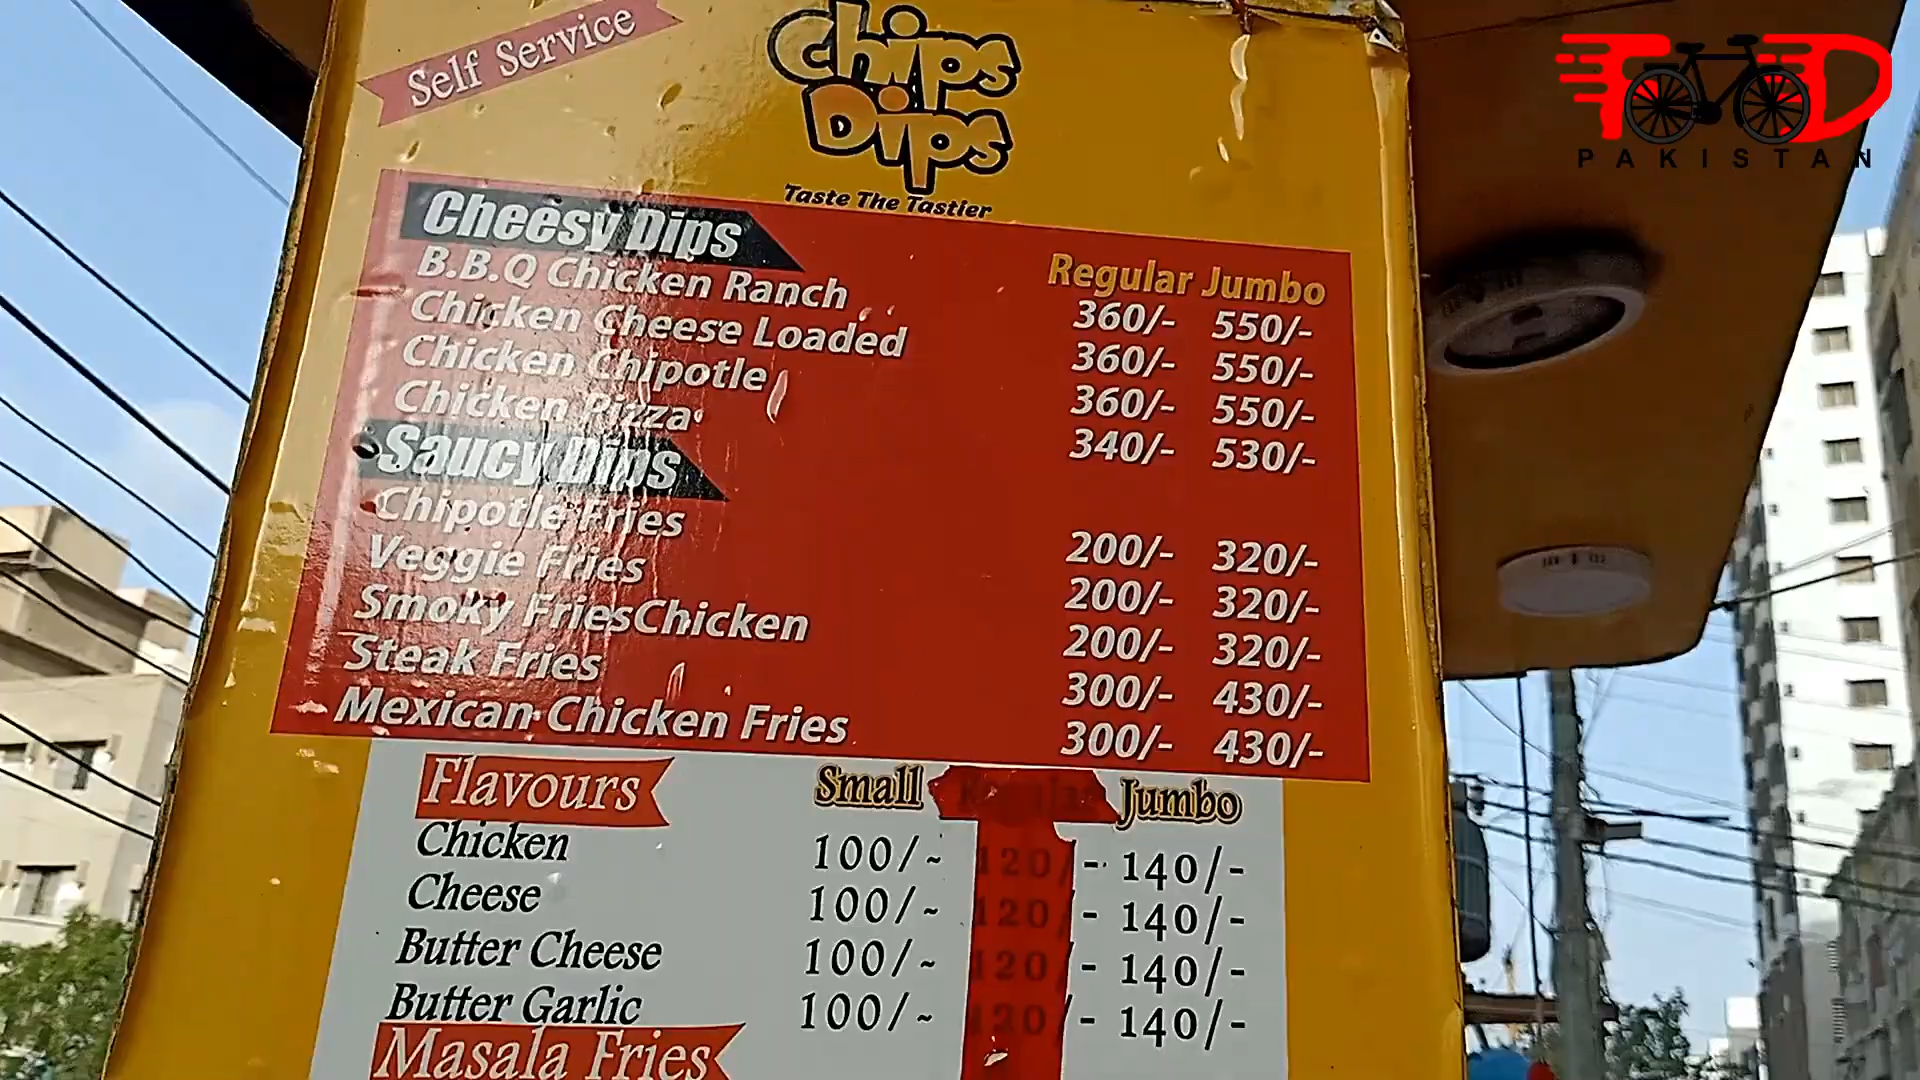 Self Service
Chips
Dips
Taste The Tastier
FOOD
PAKISTAN
Cheesy Dips
Regular Jumbo
B.B.Q Chicken Ranch 360/- 550/-
Chicken Cheese Loaded 360/- 550/-
Chicken Chipotle 360/- 550/-
Chicken Pizza 340/- 530/-
Saucy Dips
Chipotle Fries 200/- 320/-
Veggie Fries 200/- 320/-
Smoky FriesChicken 200/- 320/-
Steak Fries 300/- 430/-
Mexican Chicken Fries 300/- 430/-
Flavours Small Regular Jumbo
Chicken 100/- 120/- 140/-
Cheese 100/- 120/- 140/-
Butter Cheese 100/- 120/- 140/-
Butter Garlic 100/- 120/- 140/-
Masala Fries